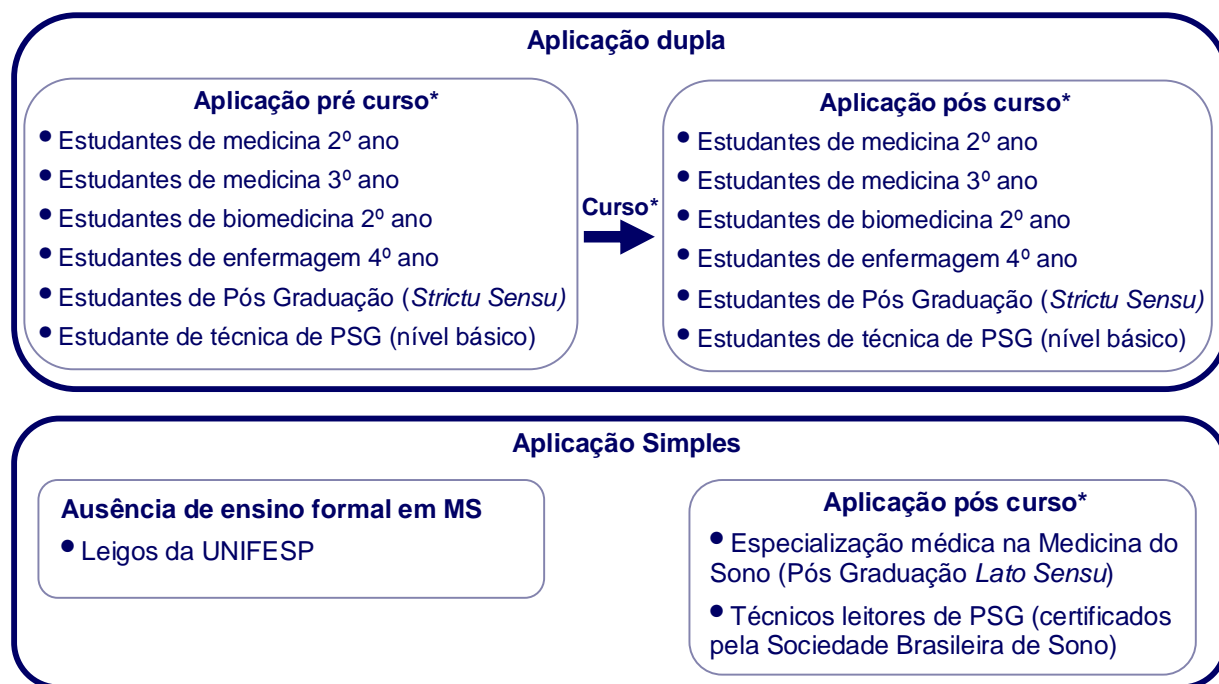 Aplicação dupla
Aplicação pré curso*
• Estudantes de medicina 2º ano
• Estudantes de medicina 3º ano
• Estudantes de biomedicina 2º ano
• Estudantes de enfermagem 4º ano
• Estudantes de Pós Graduação (Strictu Sensu)
• Estudante de técnica de PSG (nível básico)
Curso*
Aplicação pós curso*
• Estudantes de medicina 2º ano
• Estudantes de medicina 3º ano
• Estudantes de biomedicina 2º ano
• Estudantes de enfermagem 4º ano
• Estudantes de Pós Graduação (Strictu Sensu)
• Estudantes de técnica de PSG (nível básico)
Aplicação Simples
Ausência de ensino formal em MS
• Leigos da UNIFESP
Aplicação pós curso*
• Especialização médica na Medicina do
Sono (Pós Graduação Lato Sensu)
• Técnicos leitores de PSG (certificados
pela Sociedade Brasileira de Sono)